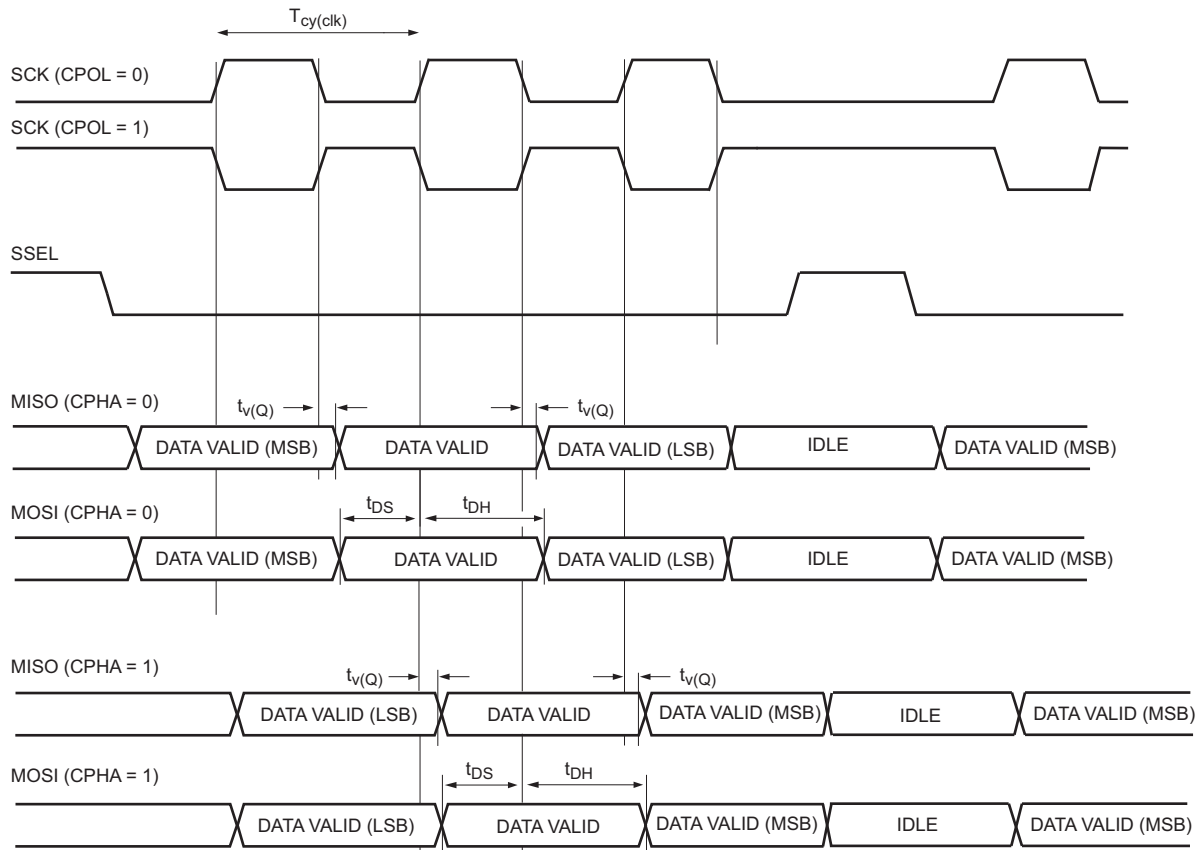 Tcy(clk)
SCK (CPOL = 0)
SCK (CPOL = 1)
SSEL
MISO (CPHA = 0)
tv(Q)
tv(Q)
DATA VALID (MSB)
DATA VALID
DATA VALID (LSB)
IDLE
DATA VALID (MSB)
MOSI (CPHA = 0)
tDS
tDH
DATA VALID (MSB)
DATA VALID
DATA VALID (LSB)
IDLE
DATA VALID (MSB)
MISO (CPHA = 1)
tv(Q)
tv(Q)
DATA VALID (LSB)
DATA VALID
DATA VALID (MSB)
IDLE
DATA VALID (MSB)
MOSI (CPHA = 1)
tDS
tDH
DATA VALID (LSB)
DATA VALID
DATA VALID (MSB)
IDLE
DATA VALID (MSB)